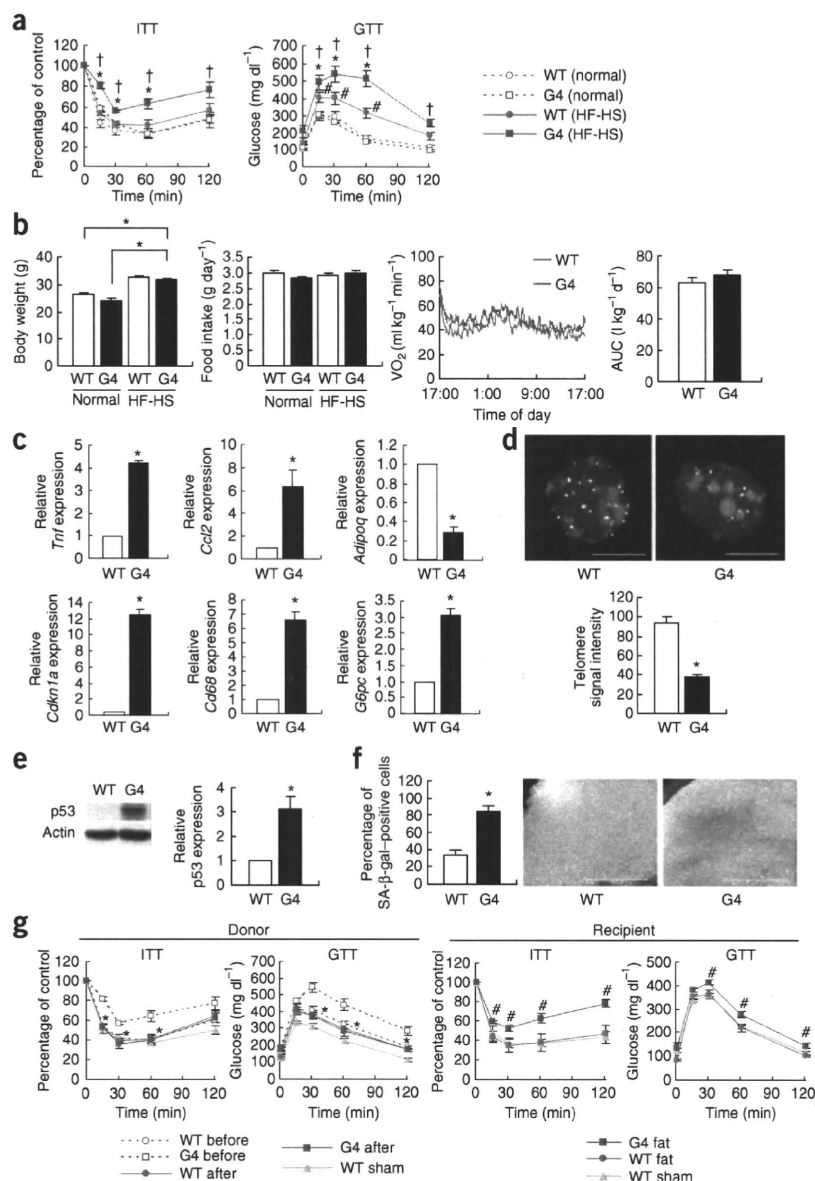 a
ITT
Percentage of control
120
100
80
60
40
20
0
† * † * † * †
0 30 60 90 120
Time (min)
GTT
Glucose (mg dl⁻¹)
700
600
500
400
300
200
100
0
† * † * † * †
# # #
0 30 60 90 120
Time (min)
WT (normal)
G4 (normal)
WT (HF-HS)
G4 (HF-HS)
b
Body weight (g)
40
30
20
10
0
*
*
WT G4 WT G4
Normal HF-HS
Food intake (g day⁻¹)
3.5
3.0
2.5
2.0
1.5
1.0
0.5
0
WT G4 WT G4
Normal HF-HS
VO₂ (ml kg⁻¹ min⁻¹)
100
80
60
40
20
0
WT
G4
17:00 1:00 9:00 17:00
Time of day
AUC (l kg⁻¹ d⁻¹)
80
60
40
20
0
WT G4
c
Relative
Tnf expression
5
4
3
2
1
0
*
WT G4
Relative
Ccl2 expression
10
8
6
4
2
0
*
WT G4
Relative
Adipoq expression
1.2
1.0
0.8
0.6
0.4
0.2
0
*
WT G4
Relative
Cdkn1a expression
14
12
10
8
6
4
2
0
*
WT G4
Relative
Cd68 expression
8
7
6
5
4
3
2
1
0
*
WT G4
Relative
G6pc expression
3.5
3.0
2.5
2.0
1.5
1.0
0.5
0
*
WT G4
d
WT
G4
Telomere
signal intensity
120
100
80
60
40
20
0
*
WT G4
e
WT G4
p53
Actin
Relative
p53 expression
4
3
2
1
0
*
WT G4
f
Percentage of
SA-β-gal–positive cells
120
100
80
60
40
20
0
*
WT G4
WT
G4
g
Donor
ITT
Percentage of control
120
100
80
60
40
20
0
* * *
0 30 60 90 120
Time (min)
GTT
Glucose (mg dl⁻¹)
700
600
500
400
300
200
100
0
* * *
0 30 60 90 120
Time (min)
WT before
G4 before
WT after
G4 after
WT sham
Recipient
ITT
Percentage of control
120
100
80
60
40
20
0
# # # #
0 30 60 90 120
Time (min)
GTT
Glucose (mg dl⁻¹)
500
400
300
200
100
0
# # #
0 30 60 90 120
Time (min)
G4 fat
WT fat
WT sham